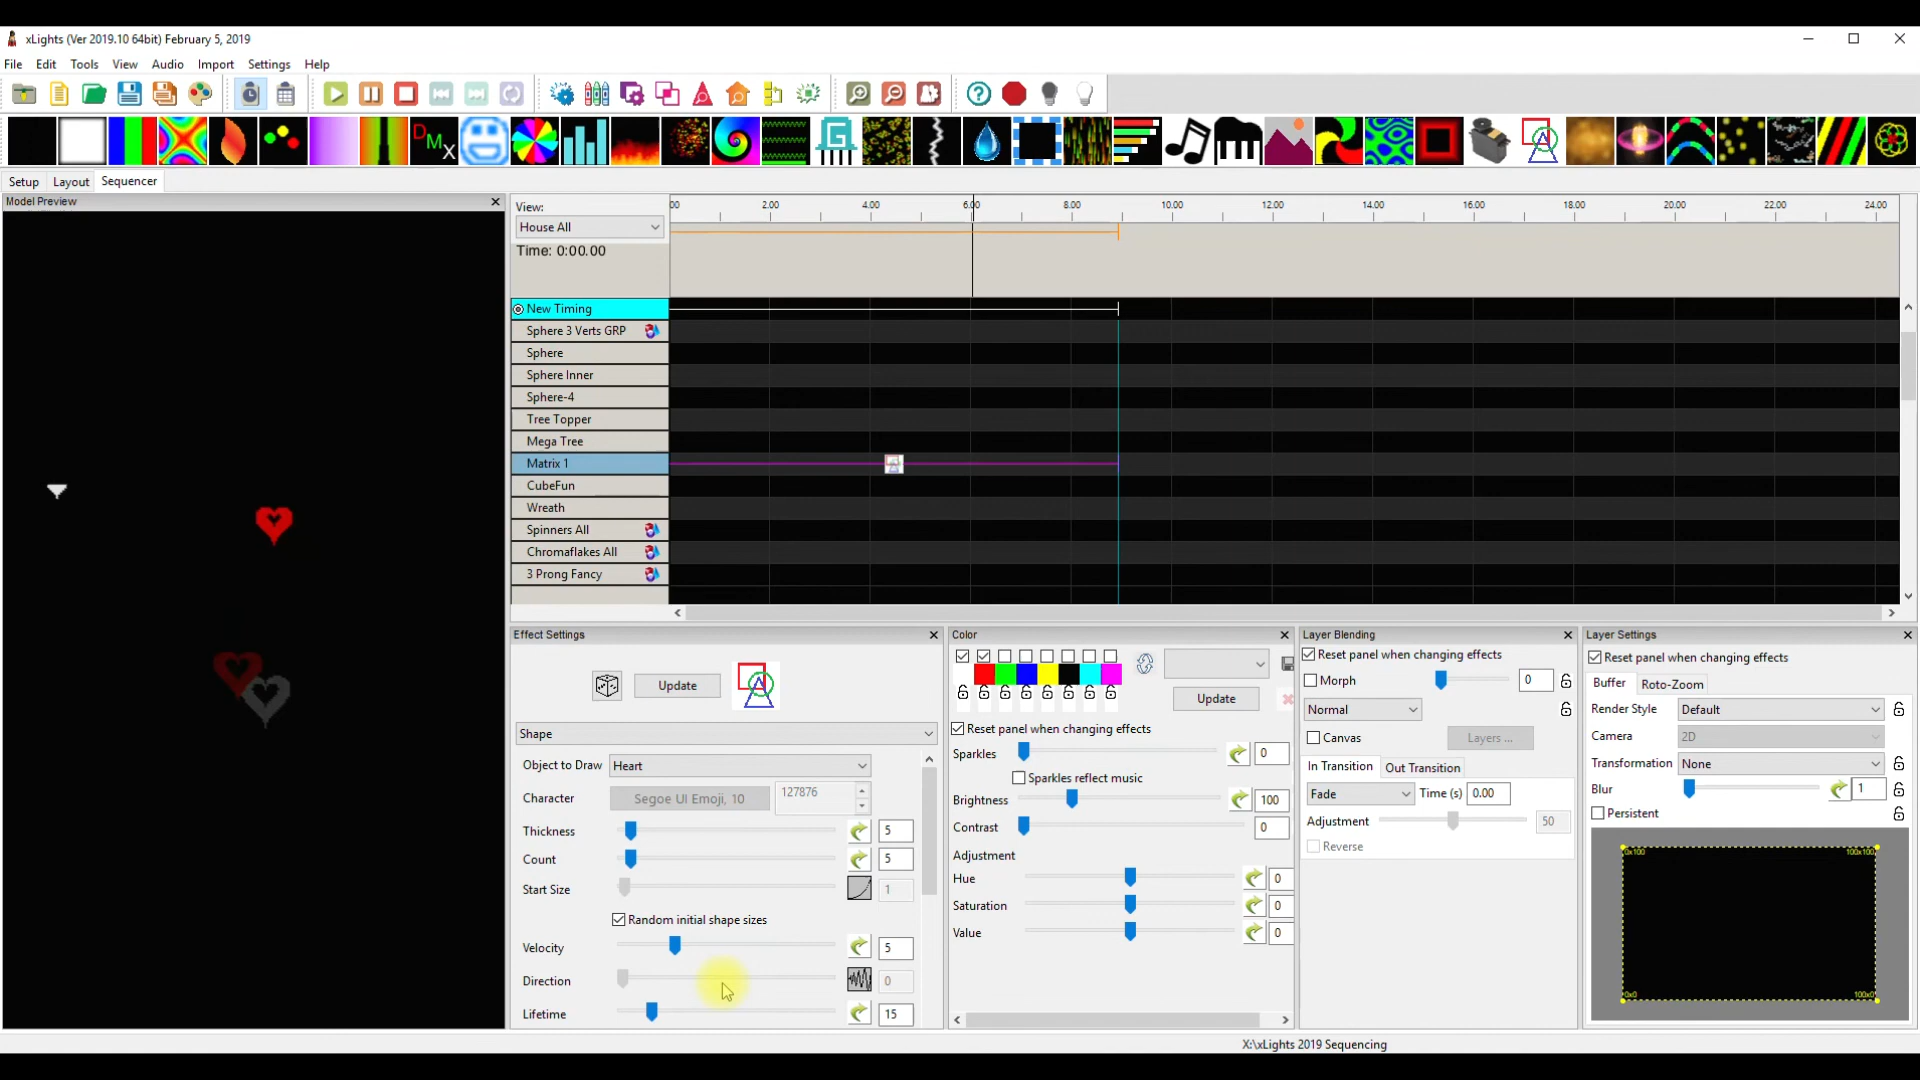 xLights (Ver 2019.10 64bit) February 5, 2019
File Edit Tools View Audio Import Settings Help
DMX
Setup Layout Sequencer
Model Preview
View:
House All
Time: 0:00.00
00 2.00 4.00 6.00 8.00 10.00 12.00 14.00 16.00 18.00 20.00 22.00 24.00
New Timing
Sphere 3 Verts GRP
Sphere
Sphere Inner
Sphere-4
Tree Topper
Mega Tree
Matrix 1
CubeFun
Wreath
Spinners All
Chromaflakes All
3 Prong Fancy
Effect Settings
Update
Shape
Object to Draw Heart
Character Segoe UI Emoji, 10 127876
Thickness 5
Count 5
Start Size 1
Random initial shape sizes
Velocity 5
Direction 0
Lifetime 15
Color
Update
Reset panel when changing effects
Sparkles 0
Sparkles reflect music
Brightness 100
Contrast 0
Adjustment
Hue 0
Saturation 0
Value 0
Layer Blending
Reset panel when changing effects
Morph 0
Normal
Canvas Layers ...
In Transition Out Transition
Fade Time (s) 0.00
Adjustment 50
Reverse
Layer Settings
Reset panel when changing effects
Buffer Roto-Zoom
Render Style Default
Camera 2D
Transformation None
Blur 1
Persistent
0x100 100x100
0x0 100x0
X:\xLights 2019 Sequencing